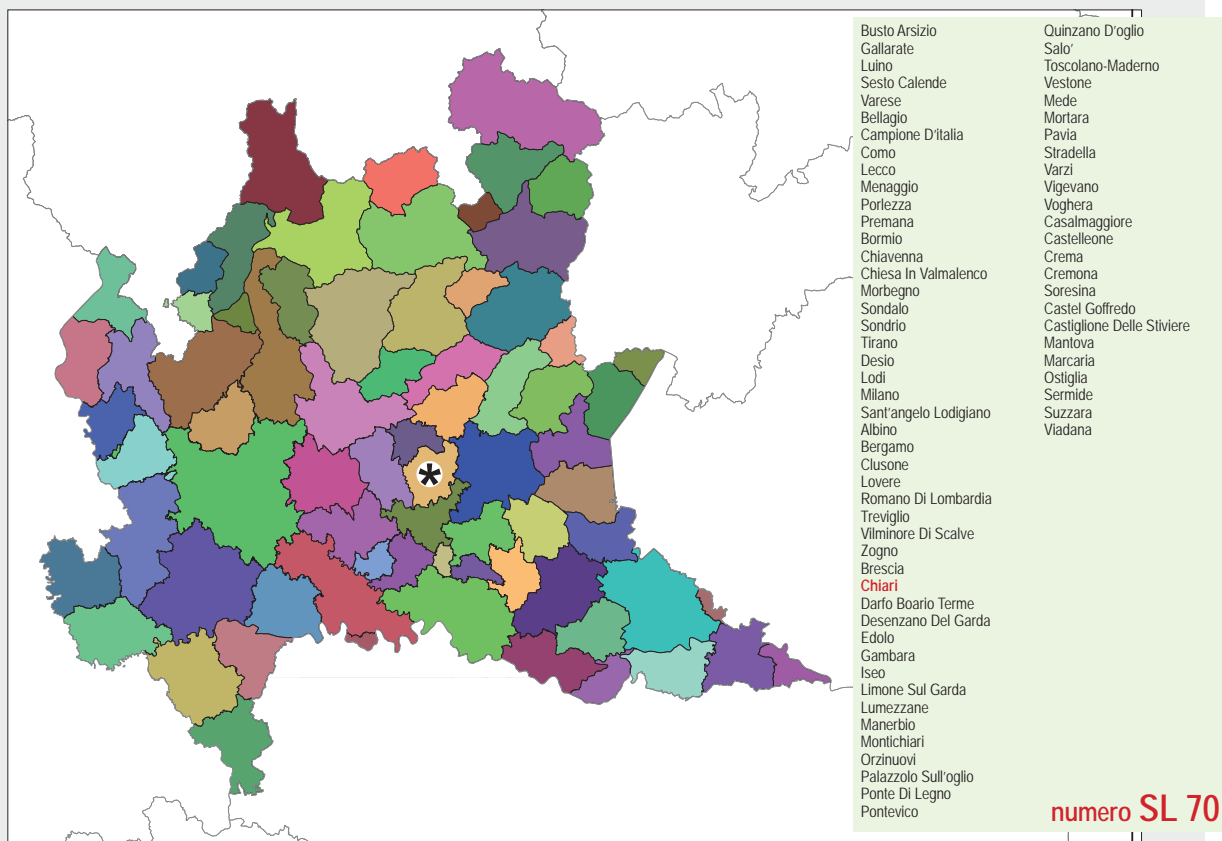 Busto Arsizio
Gallarate
Luino
Sesto Calende
Varese
Bellagio
Campione D'italia
Como
Lecco
Menaggio
Porlezza
Premana
Bormio
Chiavenna
Chiesa In Valmalenco
Morbegno
Sondalo
Sondrio
Tirano
Desio
Lodi
Milano
Sant'angelo Lodigiano
Albino
Bergamo
Clusone
Lovere
Romano Di Lombardia
Treviglio
Vilminore Di Scalve
Zogno
Brescia
Chiari
Darfo Boario Terme
Desenzano Del Garda
Edolo
Gambara
Iseo
Limone Sul Garda
Lumezzane
Manerbio
Montichiari
Orzinuovi
Palazzolo Sull'oglio
Ponte Di Legno
Pontevico
Quinzano D'oglio
Salo'
Toscolano-Maderno
Vestone
Mede
Mortara
Pavia
Stradella
Varzi
Vigevano
Voghera
Casalmaggiore
Castelleone
Crema
Cremona
Soresina
Castel Goffredo
Castiglione Delle Stiviere
Mantova
Marcaria
Ostiglia
Sermide
Suzzara
Viadana
numero SL 70
*